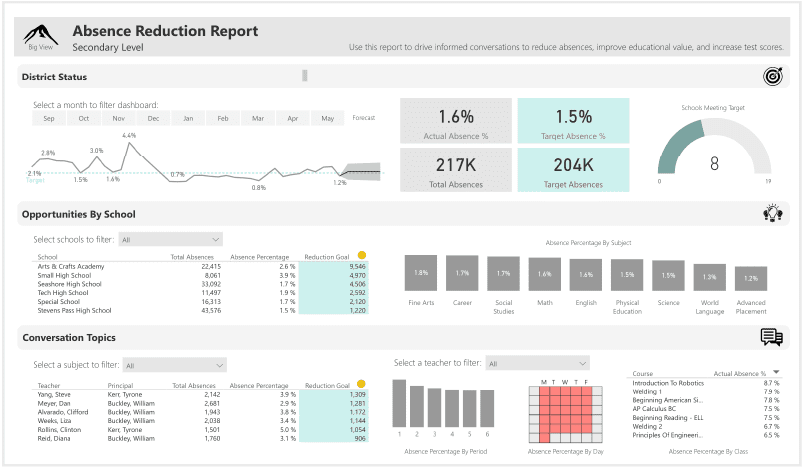 Big View
Absence Reduction Report
Secondary Level
Use this report to drive informed conversations to reduce absences, improve educational value, and increase test scores.
District Status
Select a month to filter dashboard:
Sep Oct Nov Dec Jan Feb Mar Apr May Forecast
2.8% 3.0% 4.4%
2.1% 1.5% 1.6% 0.7% 0.8% 1.2%
Target
1.6%
Actual Absence %
1.5%
Target Absence %
217K
Total Absences
204K
Target Absences
Schools Meeting Target
8
0 19
Opportunities By School
Select schools to filter: All
School Total Absences Absence Percentage Reduction Goal
Arts & Crafts Academy 22,415 2.6 % 9,546
Small High School 8,061 3.9 % 4,970
Seashore High School 33,092 1.7 % 4,506
Tech High School 11,497 1.9 % 2,592
Special School 16,313 1.7 % 2,120
Stevens Pass High School 43,576 1.5 % 1,220
Absence Percentage By Subject
1.8% 1.7% 1.7% 1.6% 1.6% 1.5% 1.5% 1.3% 1.2%
Fine Arts Career Social Math English Physical Science World Advanced
Studies Education Language Placement
Conversation Topics
Select a subject to filter: All
Teacher Principal Total Absences Absence Percentage Reduction Goal
Yang, Steve Kerr, Tyrone 2,142 3.9 % 1,309
Meyer, Dan Buckley, William 2,681 2.9 % 1,281
Alvarado, Clifford Buckley, William 1,943 3.8 % 1,172
Weeks, Liza Buckley, William 2,038 3.4 % 1,144
Rollins, Clinton Kerr, Tyrone 1,501 5.0 % 1,054
Reid, Diana Buckley, William 1,760 3.1 % 906
Select a teacher to filter: All
1 2 3 4 5 6
Absence Percentage By Period
M T W T F
Absence Percentage By Day
Course Actual Absence %
Introduction To Robotics 8.7 %
Welding 1 7.9 %
Beginning American Si... 7.8 %
AP Calculus BC 7.5 %
Beginning Reading - ELL 7.5 %
Welding 2 6.7 %
Principles Of Engineeri... 6.5 %
Absence Percentage By Class